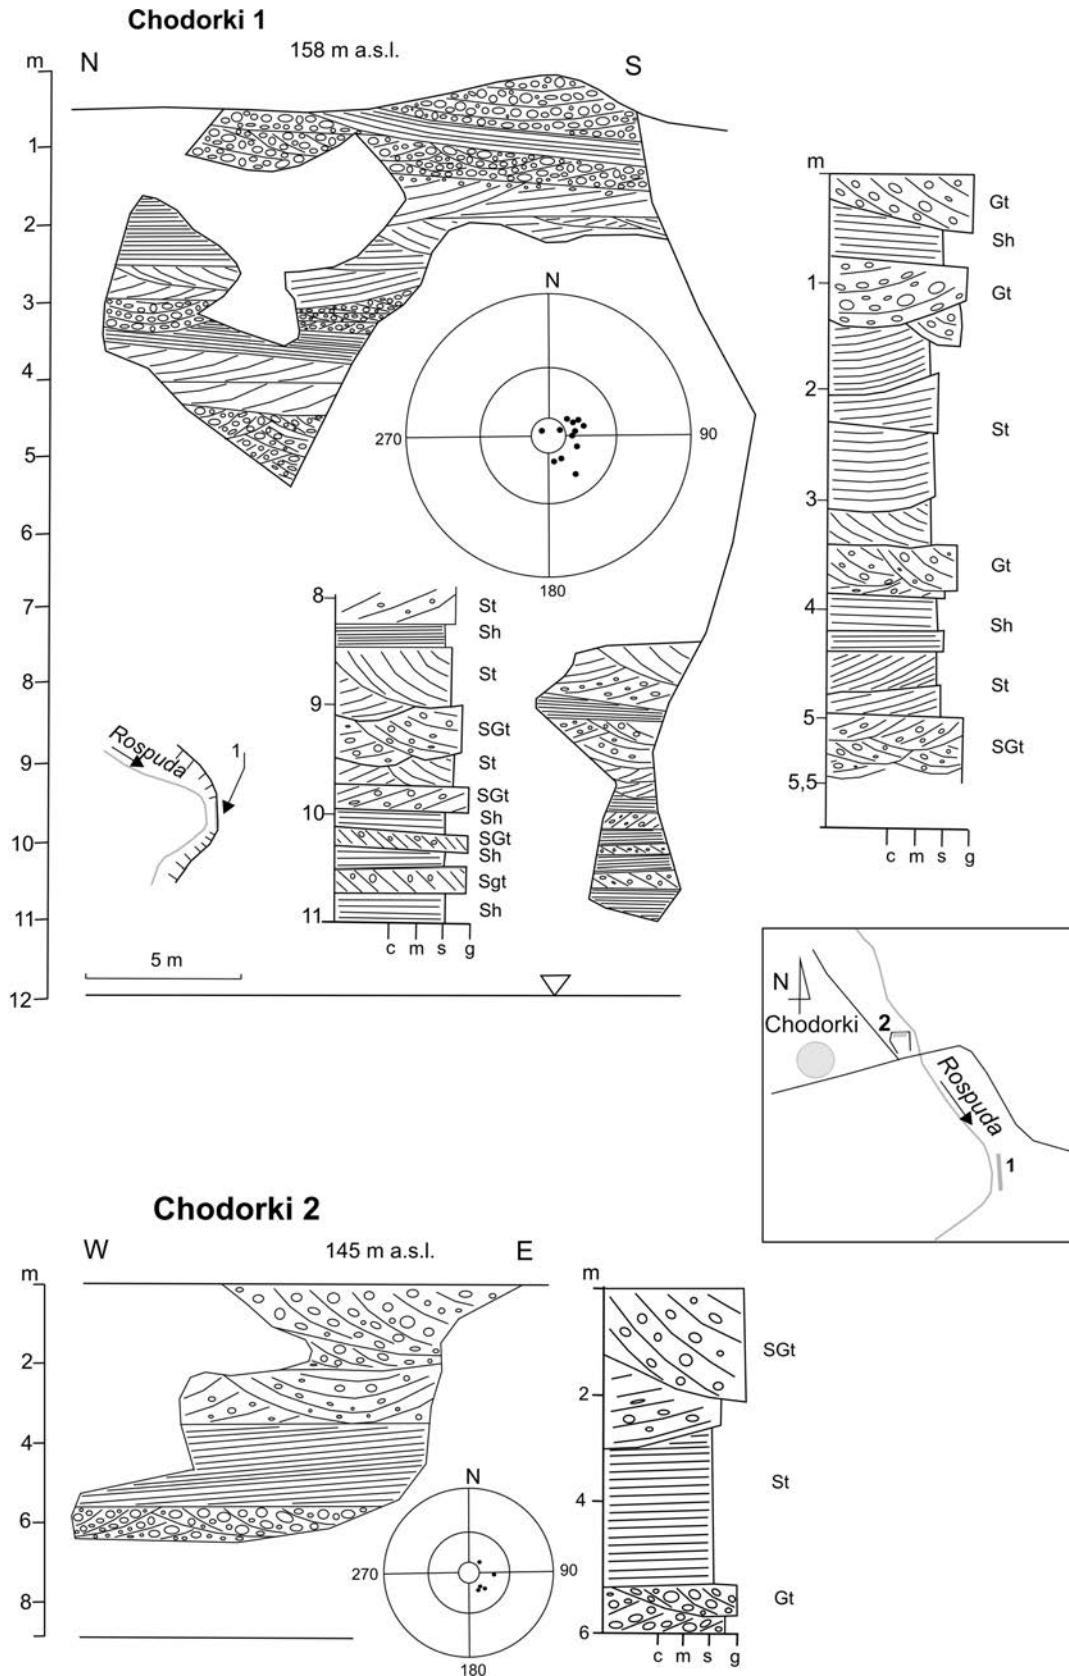 Chodorki 1
158 m a.s.l.
m N S
1
2
3
4
5
6
7
8
9
10
11
12
N
270 90
180
Rospuda
1
5 m
8
9
10
11
St
Sh
St
SGt
St
SGt
Sh
SGt
Sh
Sgt
Sh
c m s g
m
1
2
3
4
5
5,5
Gt
Sh
Gt
St
Gt
Sh
St
SGt
c m s g
N
Chodorki
2
Rospuda
1
Chodorki 2
W 145 m a.s.l. E
m
2
4
6
8
N
270 90
180
m
2
4
6
SGt
St
Gt
c m s g